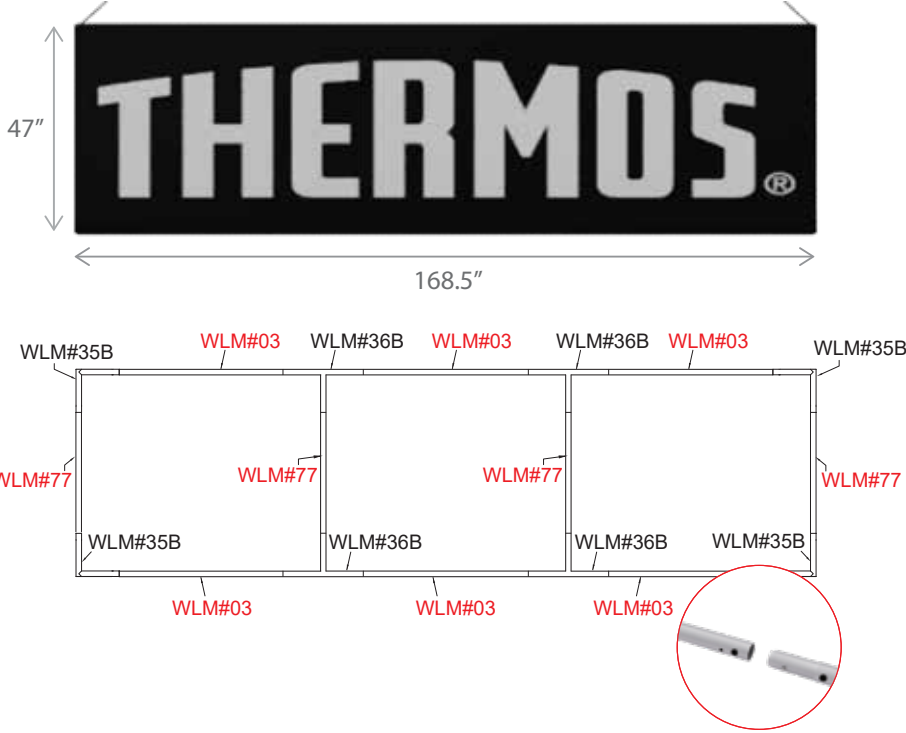 THERMOS®
47”
168.5”
WLM#35B WLM#03 WLM#36B WLM#03 WLM#36B WLM#03 WLM#35B
WLM#77 WLM#77 WLM#77 WLM#77
WLM#35B WLM#36B WLM#36B WLM#35B
WLM#03 WLM#03 WLM#03